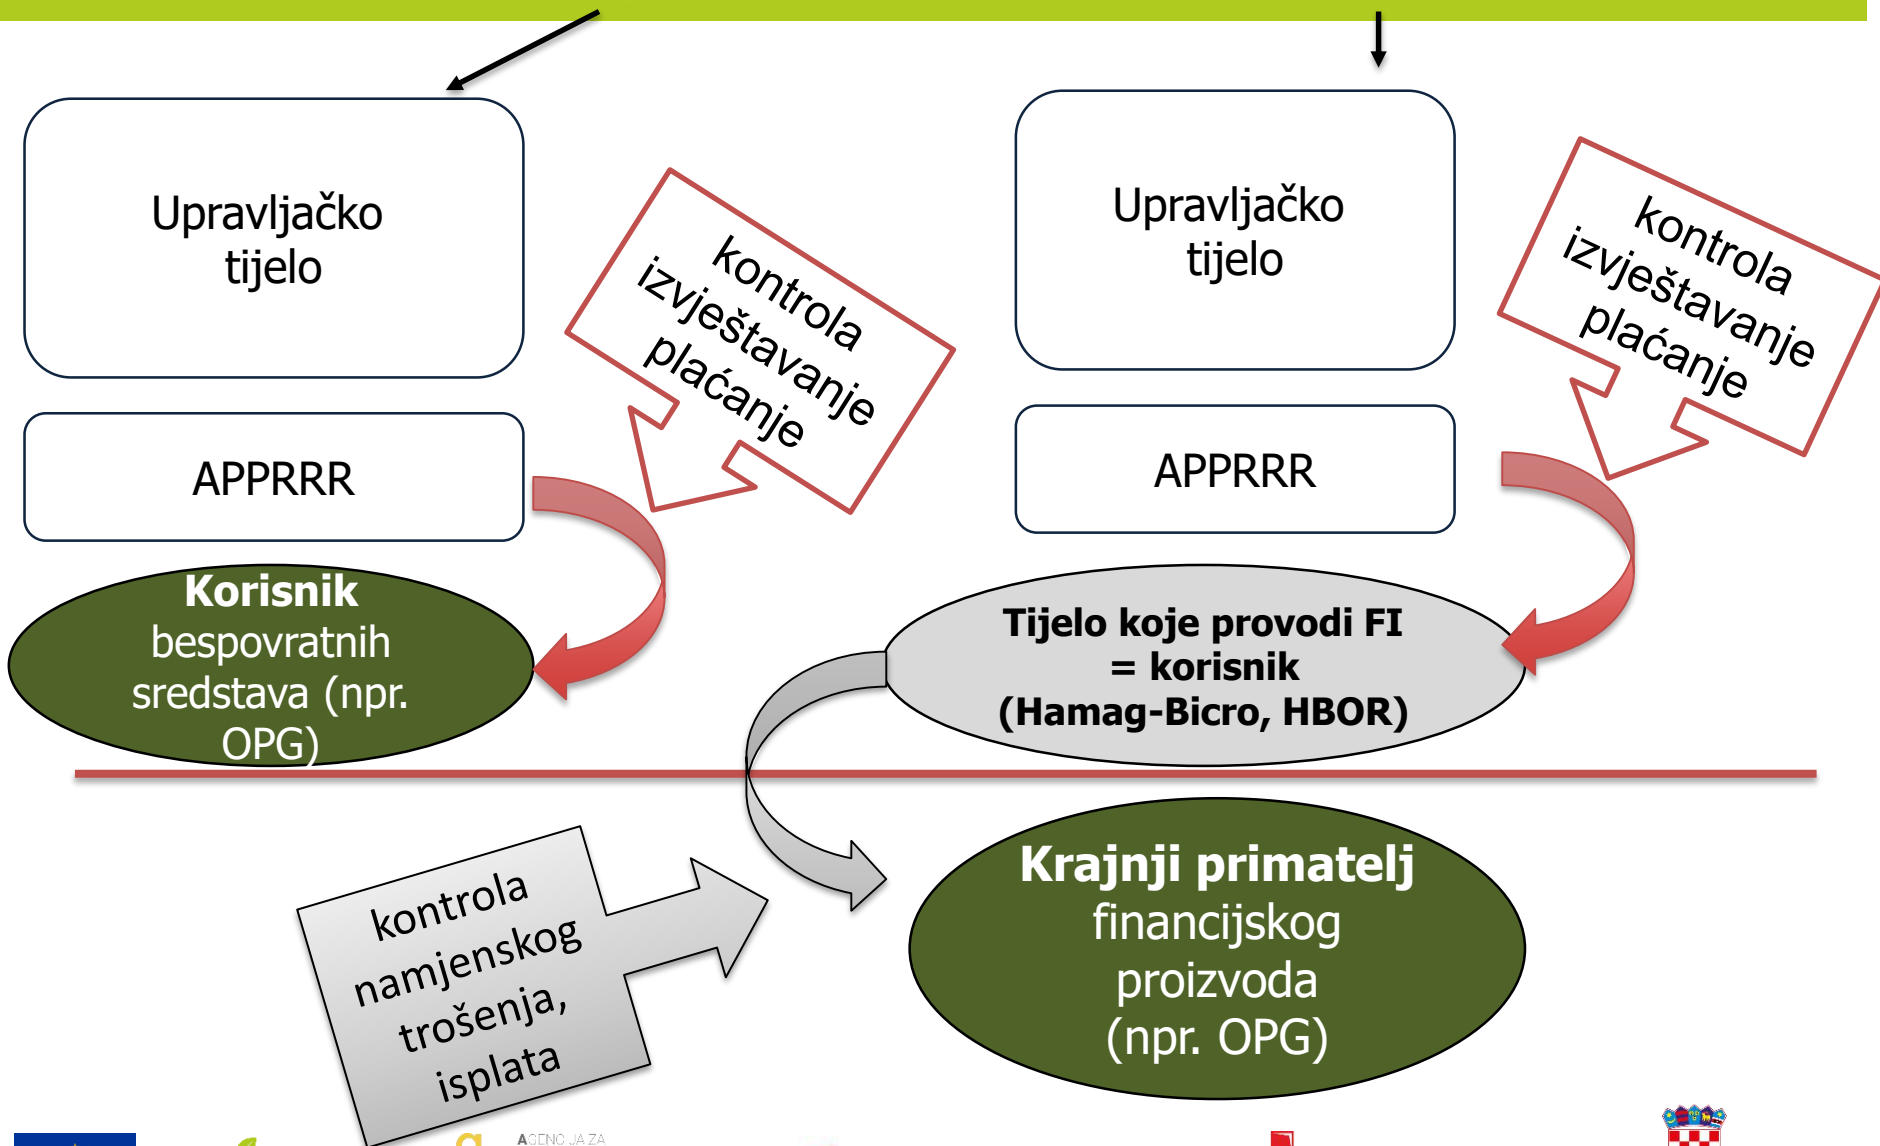 Upravljačko
tijelo
kontrola
izvještavanje
plaćanje
APPRRR
Korisnik
bespovratnih
sredstava (npr.
OPG)
Upravljačko
tijelo
kontrola
izvještavanje
plaćanje
APPRRR
Tijelo koje provodi FI
= korisnik
(Hamag-Bicro, HBOR)
kontrola
namjenskog
trošenja,
isplata
Krajnji primatelj
financijskog
proizvoda
(npr. OPG)